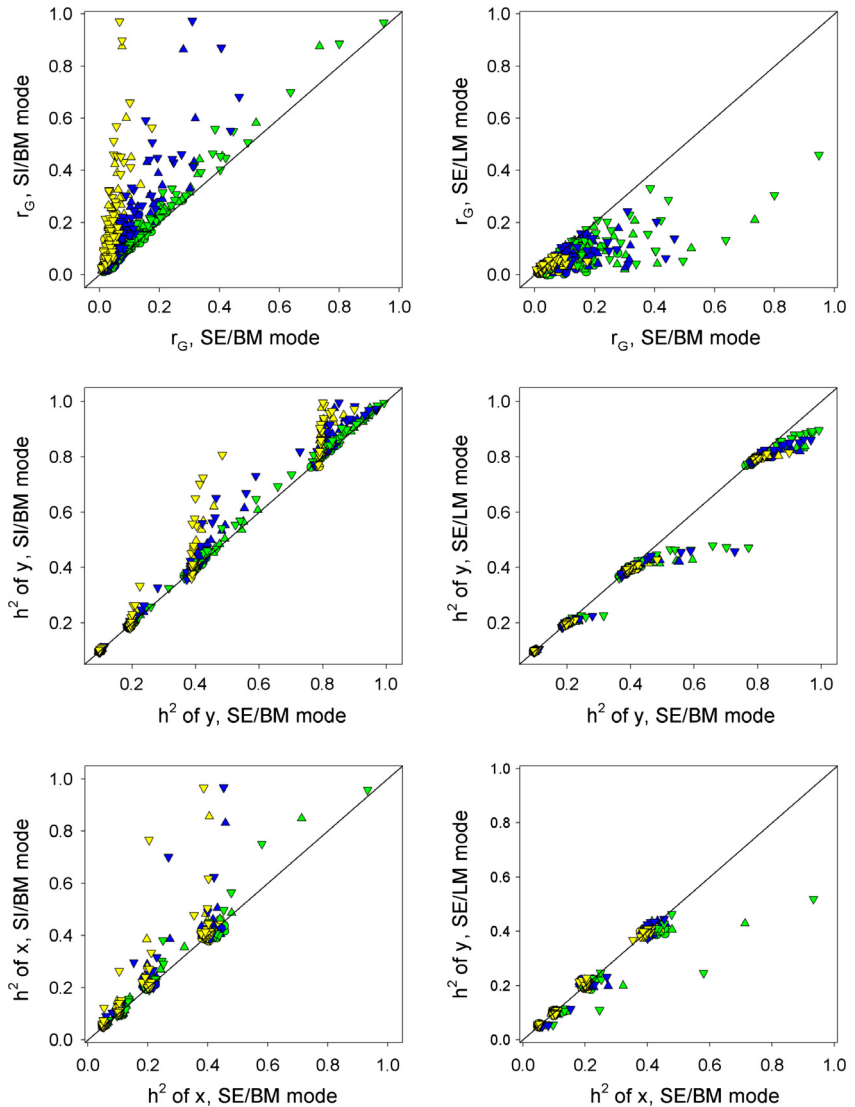 1.0
0.8
0.6
0.4
0.2
0.0
r_G, SI/BM mode
0.0 0.2 0.4 0.6 0.8 1.0
r_G, SE/BM mode
1.0
0.8
0.6
0.4
0.2
0.0
r_G, SE/LM mode
0.0 0.2 0.4 0.6 0.8 1.0
r_G, SE/BM mode
1.0
0.8
0.6
0.4
0.2
h² of y, SI/BM mode
0.2 0.4 0.6 0.8 1.0
h² of y, SE/BM mode
1.0
0.8
0.6
0.4
0.2
h² of y, SE/LM mode
0.2 0.4 0.6 0.8 1.0
h² of y, SE/BM mode
1.0
0.8
0.6
0.4
0.2
0.0
h² of x, SI/BM mode
0.0 0.2 0.4 0.6 0.8 1.0
h² of x, SE/BM mode
1.0
0.8
0.6
0.4
0.2
0.0
h² of y, SE/LM mode
0.0 0.2 0.4 0.6 0.8 1.0
h² of x, SE/BM mode